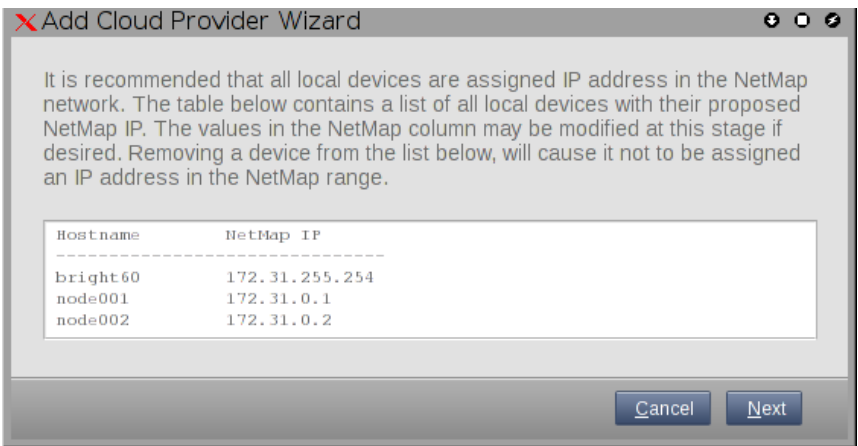 Add Cloud Provider Wizard
It is recommended that all local devices are assigned IP address in the NetMap
network. The table below contains a list of all local devices with their proposed
NetMap IP. The values in the NetMap column may be modified at this stage if
desired. Removing a device from the list below, will cause it not to be assigned
an IP address in the NetMap range.
Hostname NetMap IP
--------------------------------
bright60 172.31.255.254
node001 172.31.0.1
node002 172.31.0.2
Cancel Next